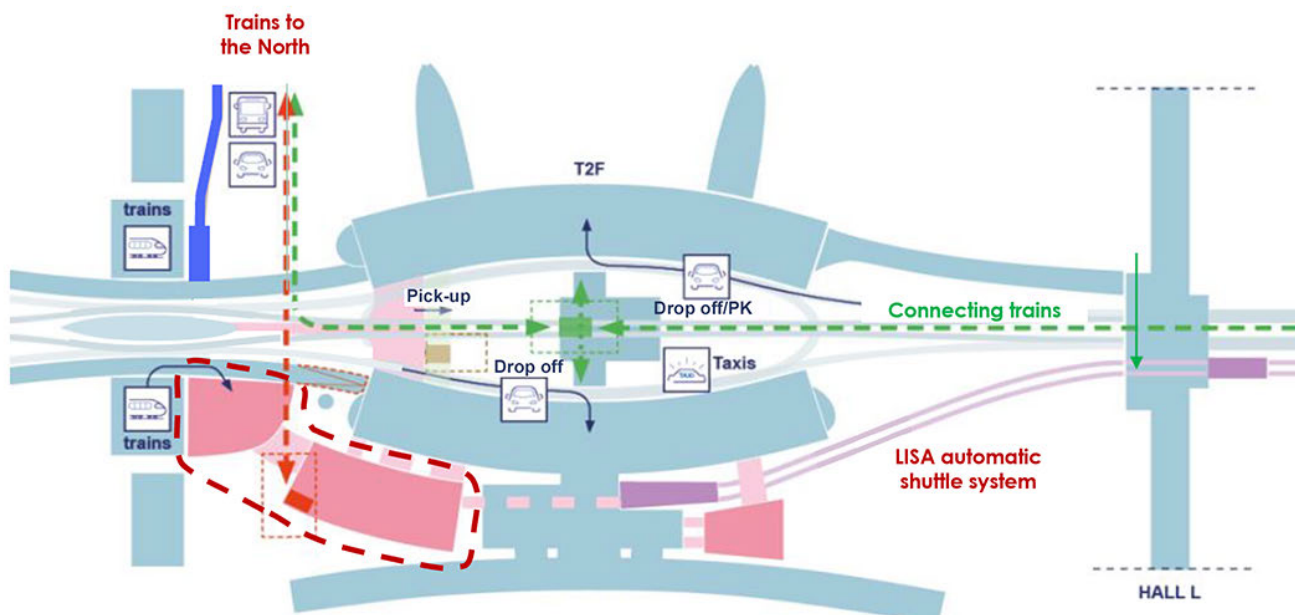 Trains to
the North
T2F
trains
Pick-up
Drop off/PK
Connecting trains
Drop off
TAXI
Taxis
trains
LISA automatic
shuttle system
HALL L